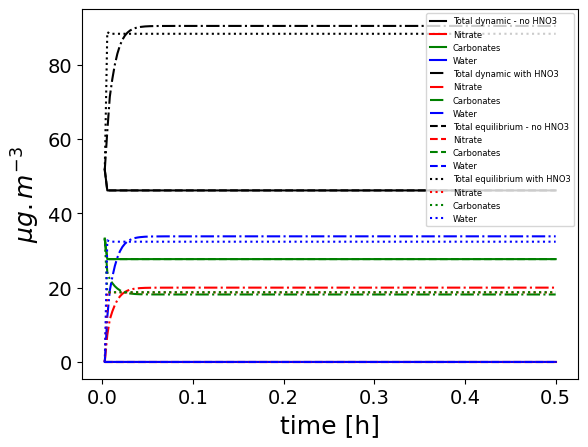 Total dynamic - no HNO3
Nitrate
Carbonates
Water
Total dynamic with HNO3
Nitrate
Carbonates
Water
Total equilibrium - no HNO3
Nitrate
Carbonates
Water
Total equilibrium with HNO3
Nitrate
Carbonates
Water
80
60
40
20
0
μg.m⁻³
0.0 0.1 0.2 0.3 0.4 0.5
time [h]